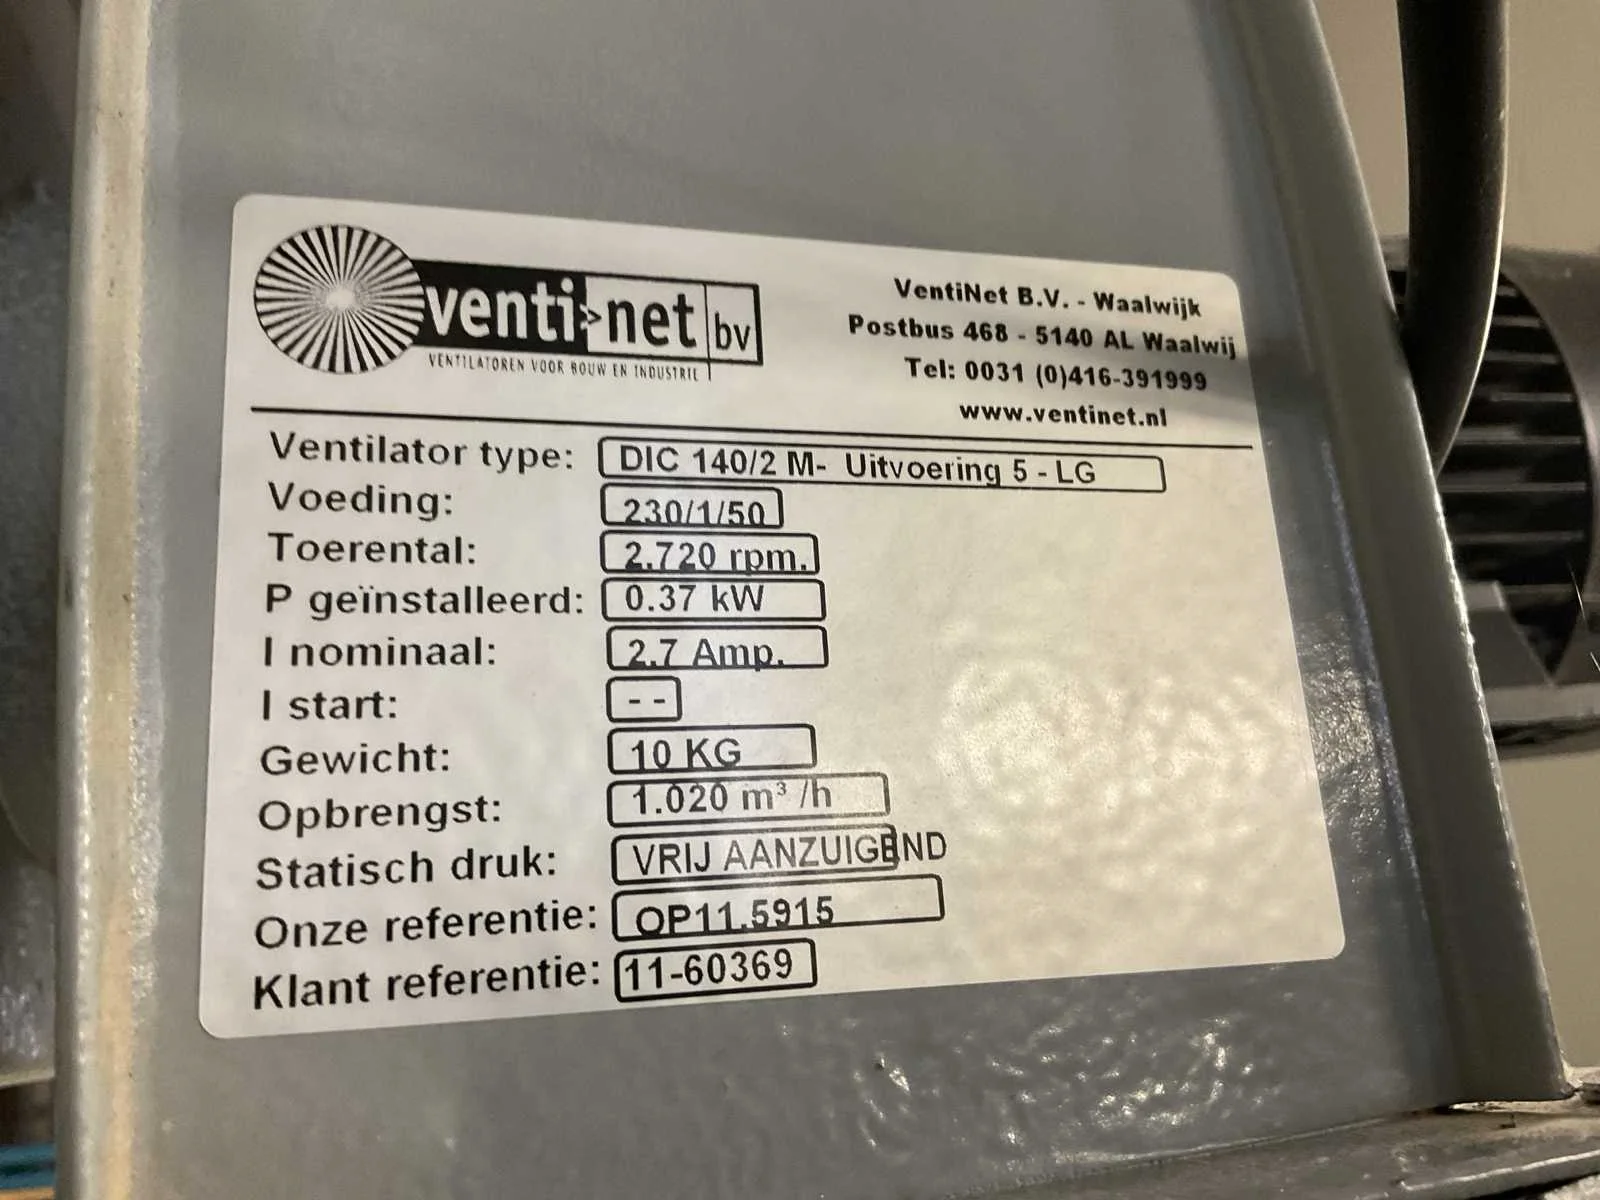 venti>net bv
VENTILATOREN VOOR BOUW EN INDUSTRIE
VentiNet B.V. - Waalwijk
Postbus 468 - 5140 AL Waalwij
Tel: 0031 (0)416-391999
www.ventinet.nl
Ventilator type: DIC 140/2 M- Uitvoering 5 - LG
Voeding: 230/1/50
Toerental: 2.720 rpm.
P geïnstalleerd: 0.37 kW
I nominaal: 2.7 Amp.
I start: - -
Gewicht: 10 KG
Opbrengst: 1.020 m³ /h
Statisch druk: VRIJ AANZUIGEND
Onze referentie: OP11.5915
Klant referentie: 11-60369